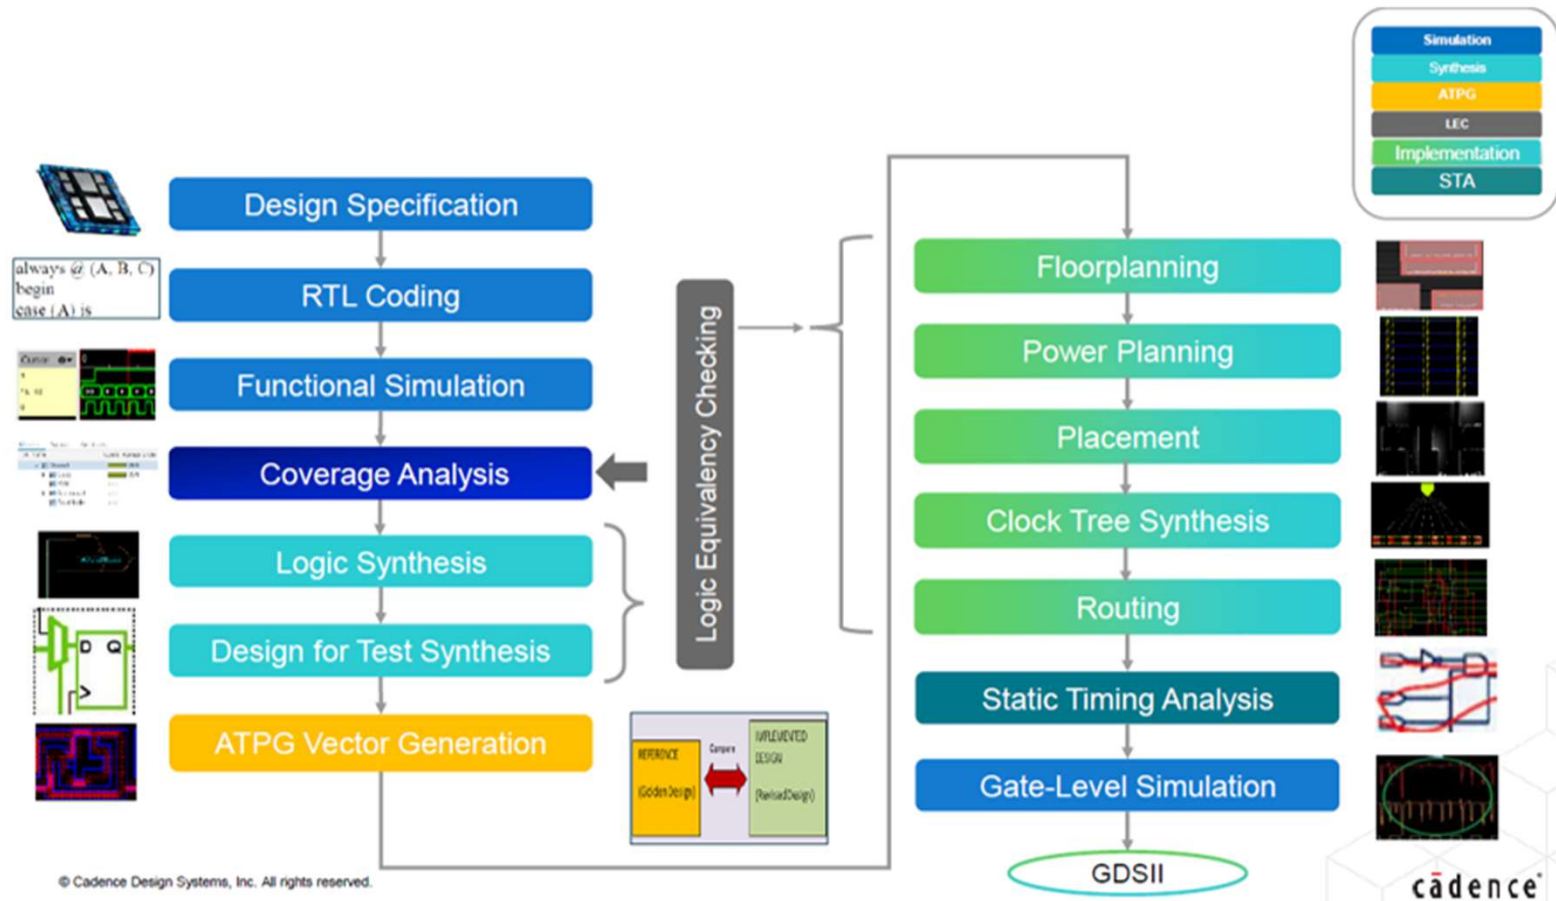 Simulation
Synthesis
ATPG
LEC
Implementation
STA
Design Specification
always @ (A, B, C)
begin
case (A) is
RTL Coding
Cursor
0
Functional Simulation
Coverage Analysis
Logic Synthesis
D Q
Design for Test Synthesis
ATPG Vector Generation
Logic Equivalency Checking
REFERENCE
(Golden Design)
Compare
IMPLEMENTED
DESIGN
(Revised Design)
Floorplanning
Power Planning
Placement
Clock Tree Synthesis
Routing
Static Timing Analysis
Gate-Level Simulation
GDSII
© Cadence Design Systems, Inc. All rights reserved.
cādence®